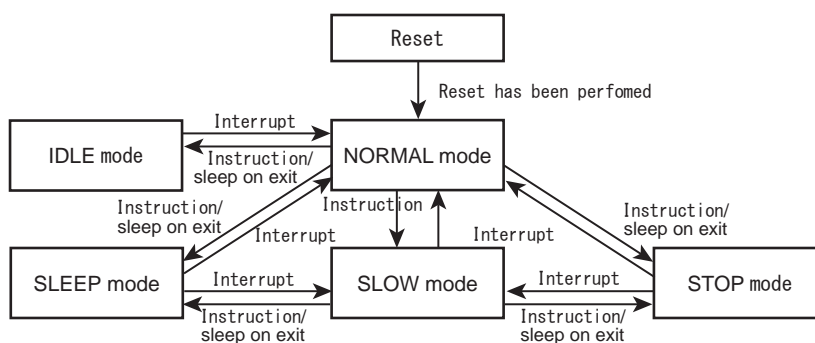 Reset
Reset has been perfomed
Interrupt
IDLE mode
NORMAL mode
Instruction/
sleep on exit
Instruction/
sleep on exit
Instruction
Instruction/
sleep on exit
Interrupt
Interrupt
SLEEP mode
Interrupt
SLOW mode
Interrupt
STOP mode
Instruction/
sleep on exit
Instruction/
sleep on exit